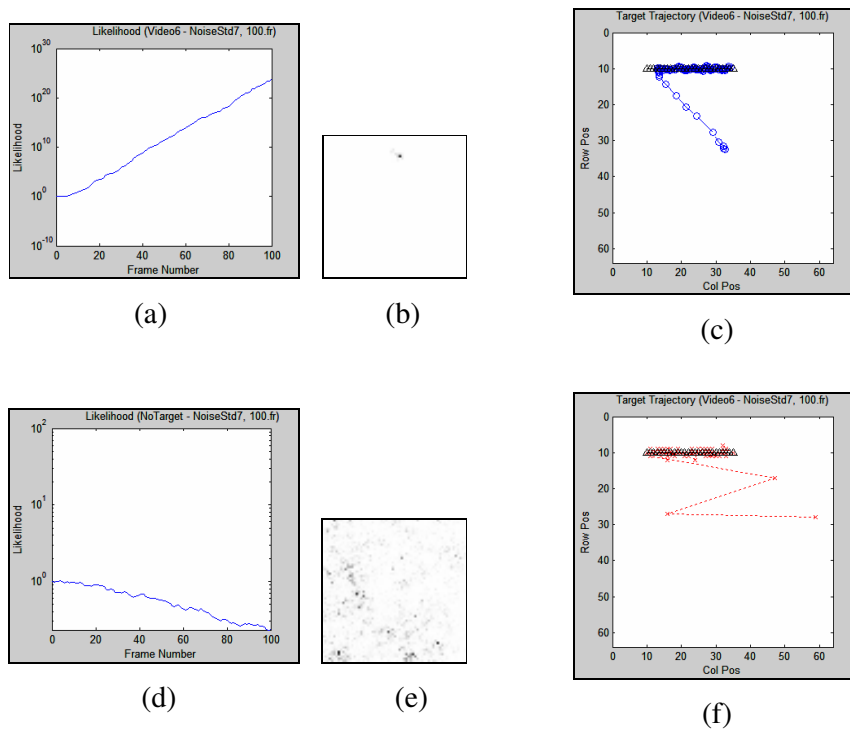 Likelihood (Video6 - NoiseStd7, 100.fr)
10^30
10^20
10^10
10^0
10^-10
Likelihood
0 20 40 60 80 100
Frame Number
(a)
(b)
Target Trajectory (Video6 - NoiseStd7, 100.fr)
0
10
20
30
40
50
60
Row Pos
0 10 20 30 40 50 60
Col Pos
(c)
Likelihood (NoTarget - NoiseStd7, 100.fr)
10^2
10^1
10^0
Likelihood
0 20 40 60 80 100
Frame Number
(d)
(e)
Target Trajectory (Video6 - NoiseStd7, 100.fr)
0
10
20
30
40
50
60
Row Pos
0 10 20 30 40 50 60
Col Pos
(f)